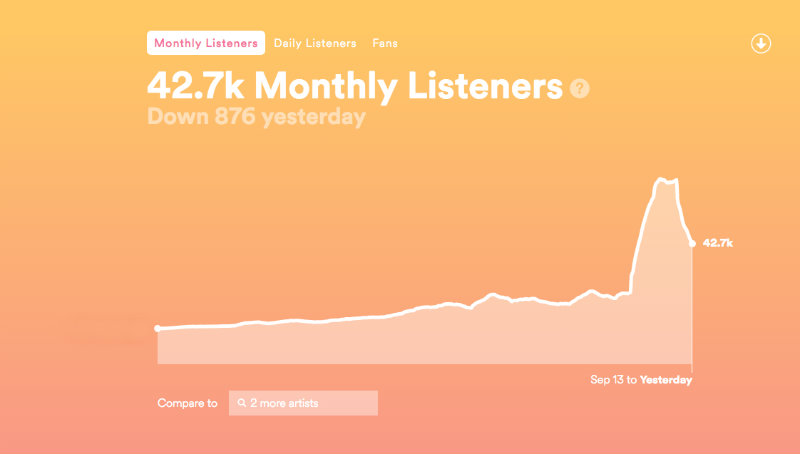 Monthly Listeners Daily Listeners Fans
42.7k Monthly Listeners ?
Down 876 yesterday
42.7k
Sep 13 to Yesterday
Compare to 2 more artists